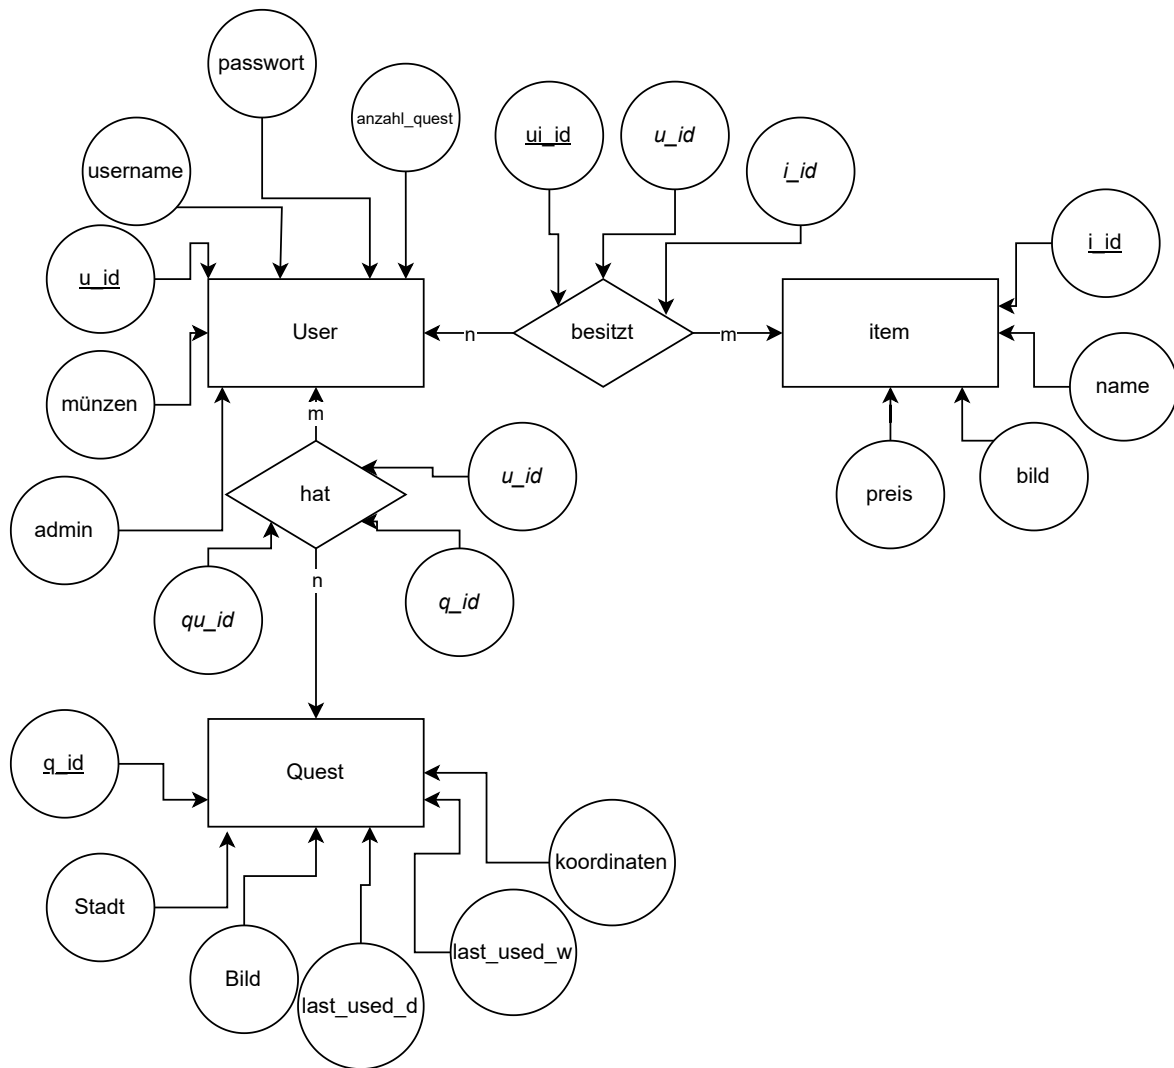 passwort
anzahl_quest
username
ui_id
u_id
i_id
u_id
i_id
User
n
besitzt
m
item
münzen
name
m
hat
u_id
preis
bild
admin
n
qu_id
q_id
q_id
Quest
koordinaten
Stadt
last_used_w
Bild
last_used_d